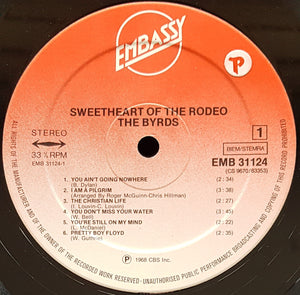 EMBASSY
P
SWEETHEART OF THE RODEO
THE BYRDS
STEREO
33⅓ RPM
EMB 31124-1
BIEM/STEMRA
1
EMB 31124
(CS 9670/63353)
1. YOU AIN'T GOING NOWHERE (2:34)
(B. Dylan)
2. I AM A PILGRIM (3:38)
(Arranged By Roger McGuinn-Chris Hillman)
3. THE CHRISTIAN LIFE (2:29)
(I. Louvin-C. Louvin)
4. YOU DON'T MISS YOUR WATER
(W. Bell)
5. YOU'RE STILL ON MY MIND
(L. McDaniel)
6. PRETTY BOY FLOYD (2:35)
(W. Guthrie)
℗ 1968 CBS Inc.
ALL RIGHTS OF THE MANUFACTURER AND OF THE OWNER OF THE RECORDED WORK RESERVED - UNAUTHORISED PUBLIC PERFORMANCE, BROADCASTING AND COPYING OF THIS RECORD PROHIBITED